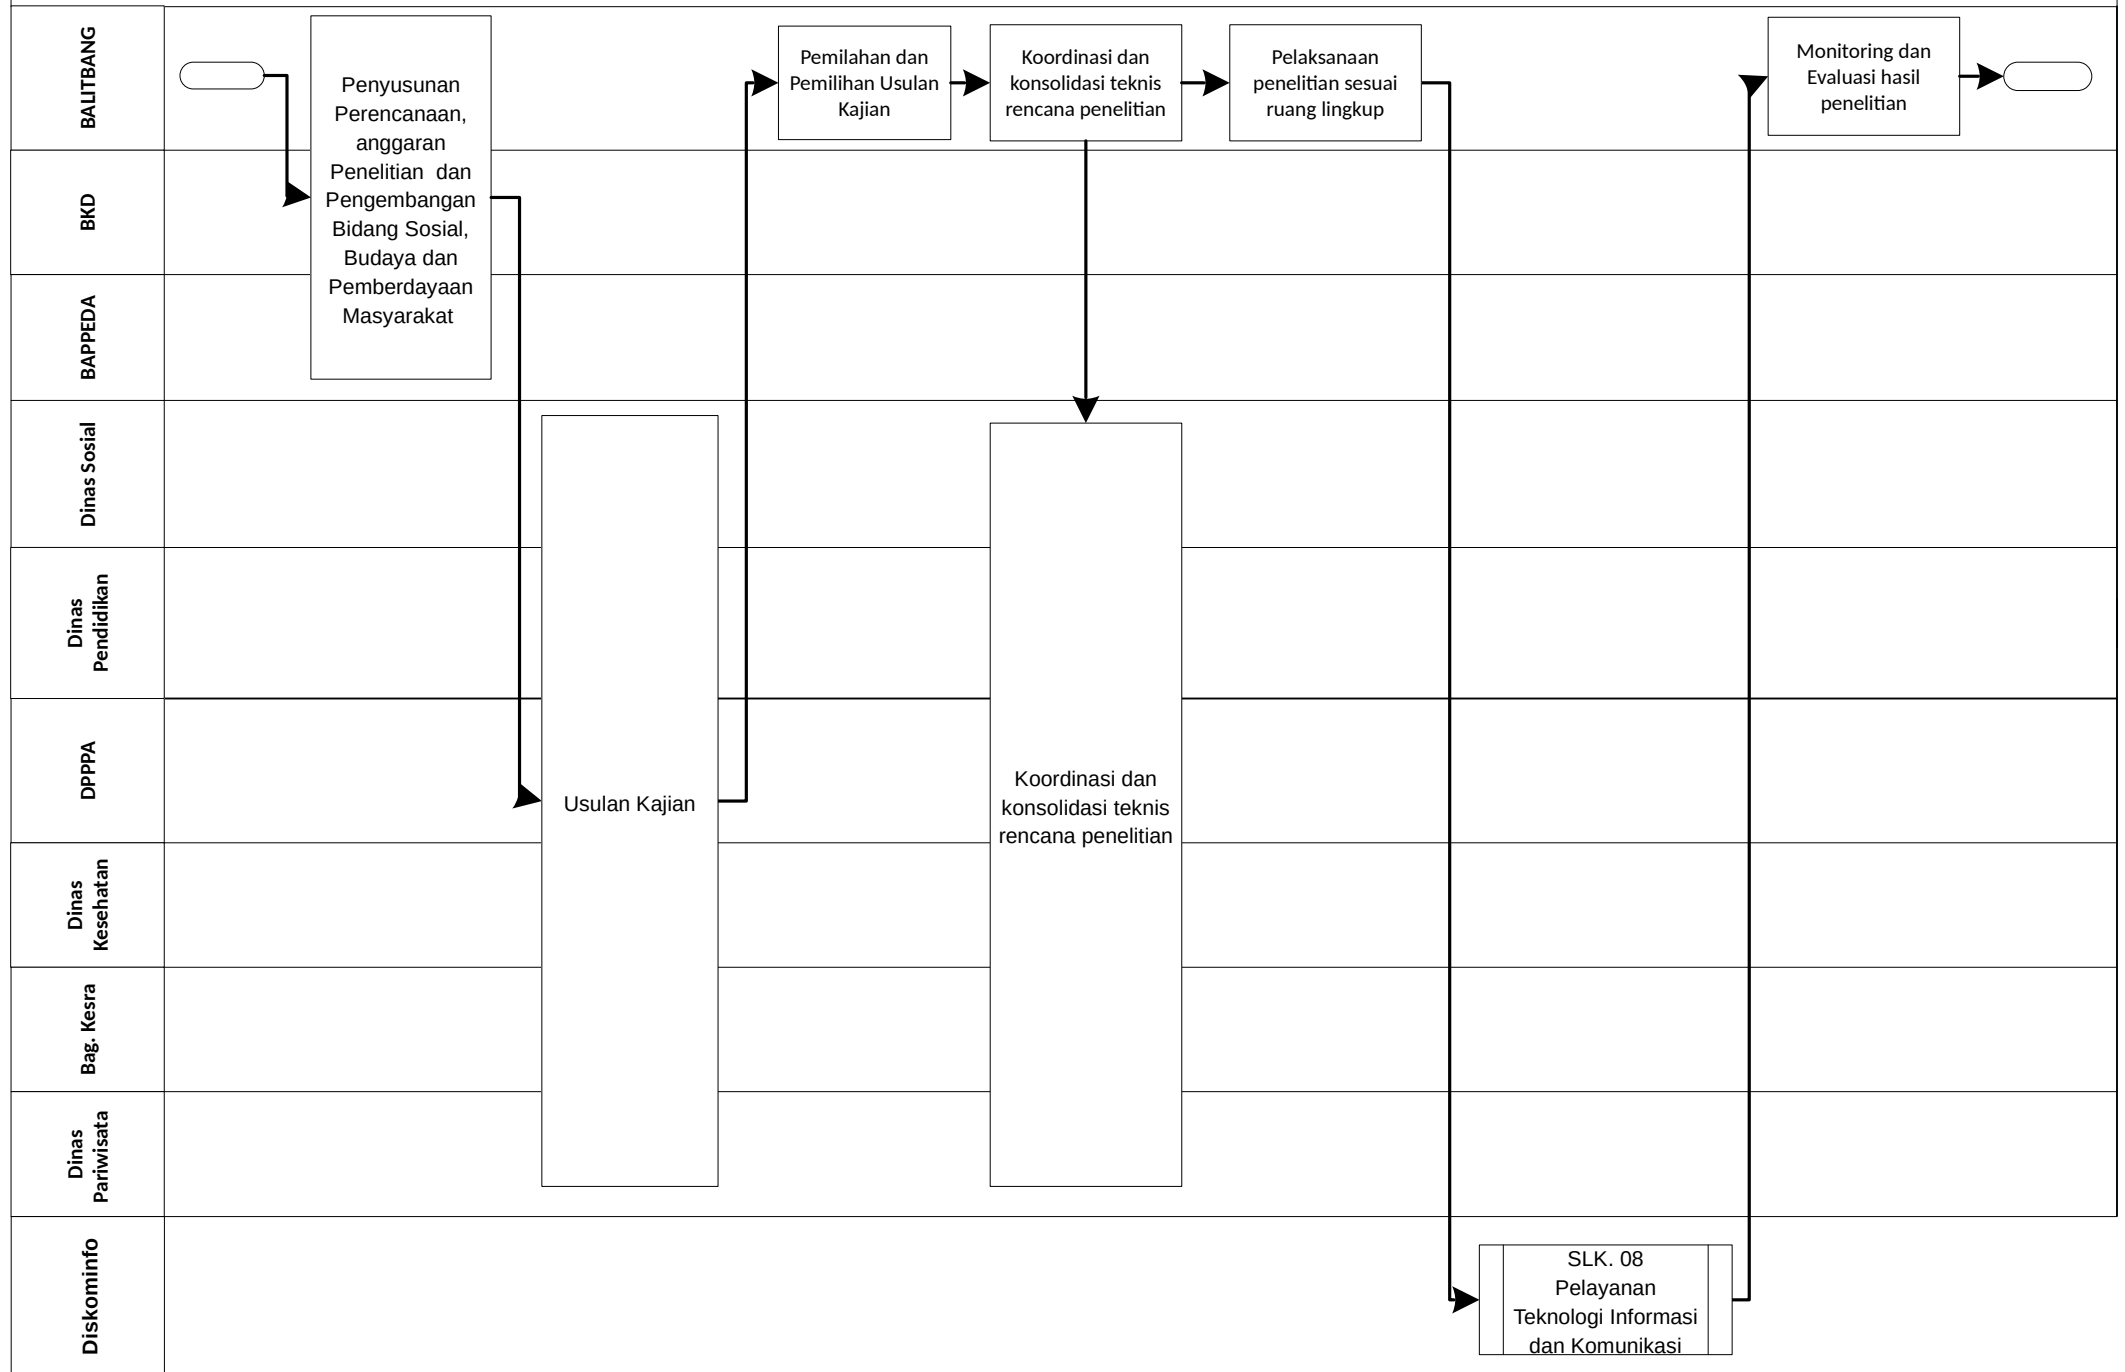 BALITBANG
Penyusunan
Perencanaan,
anggaran
Penelitian dan
Pengembangan
Bidang Sosial,
Budaya dan
Pemberdayaan
Masyarakat
Pemilahan dan
Pemilihan Usulan
Kajian
Koordinasi dan
konsolidasi teknis
rencana penelitian
Pelaksanaan
penelitian sesuai
ruang lingkup
Monitoring dan
Evaluasi hasil
penelitian
BKD
BAPPEDA
Dinas Sosial
Dinas
Pendidikan
DPPPA
Usulan Kajian
Koordinasi dan
konsolidasi teknis
rencana penelitian
Dinas
Kesehatan
Bag. Kesra
Dinas
Pariwisata
Diskominfo
SLK. 08
Pelayanan
Teknologi Informasi
dan Komunikasi